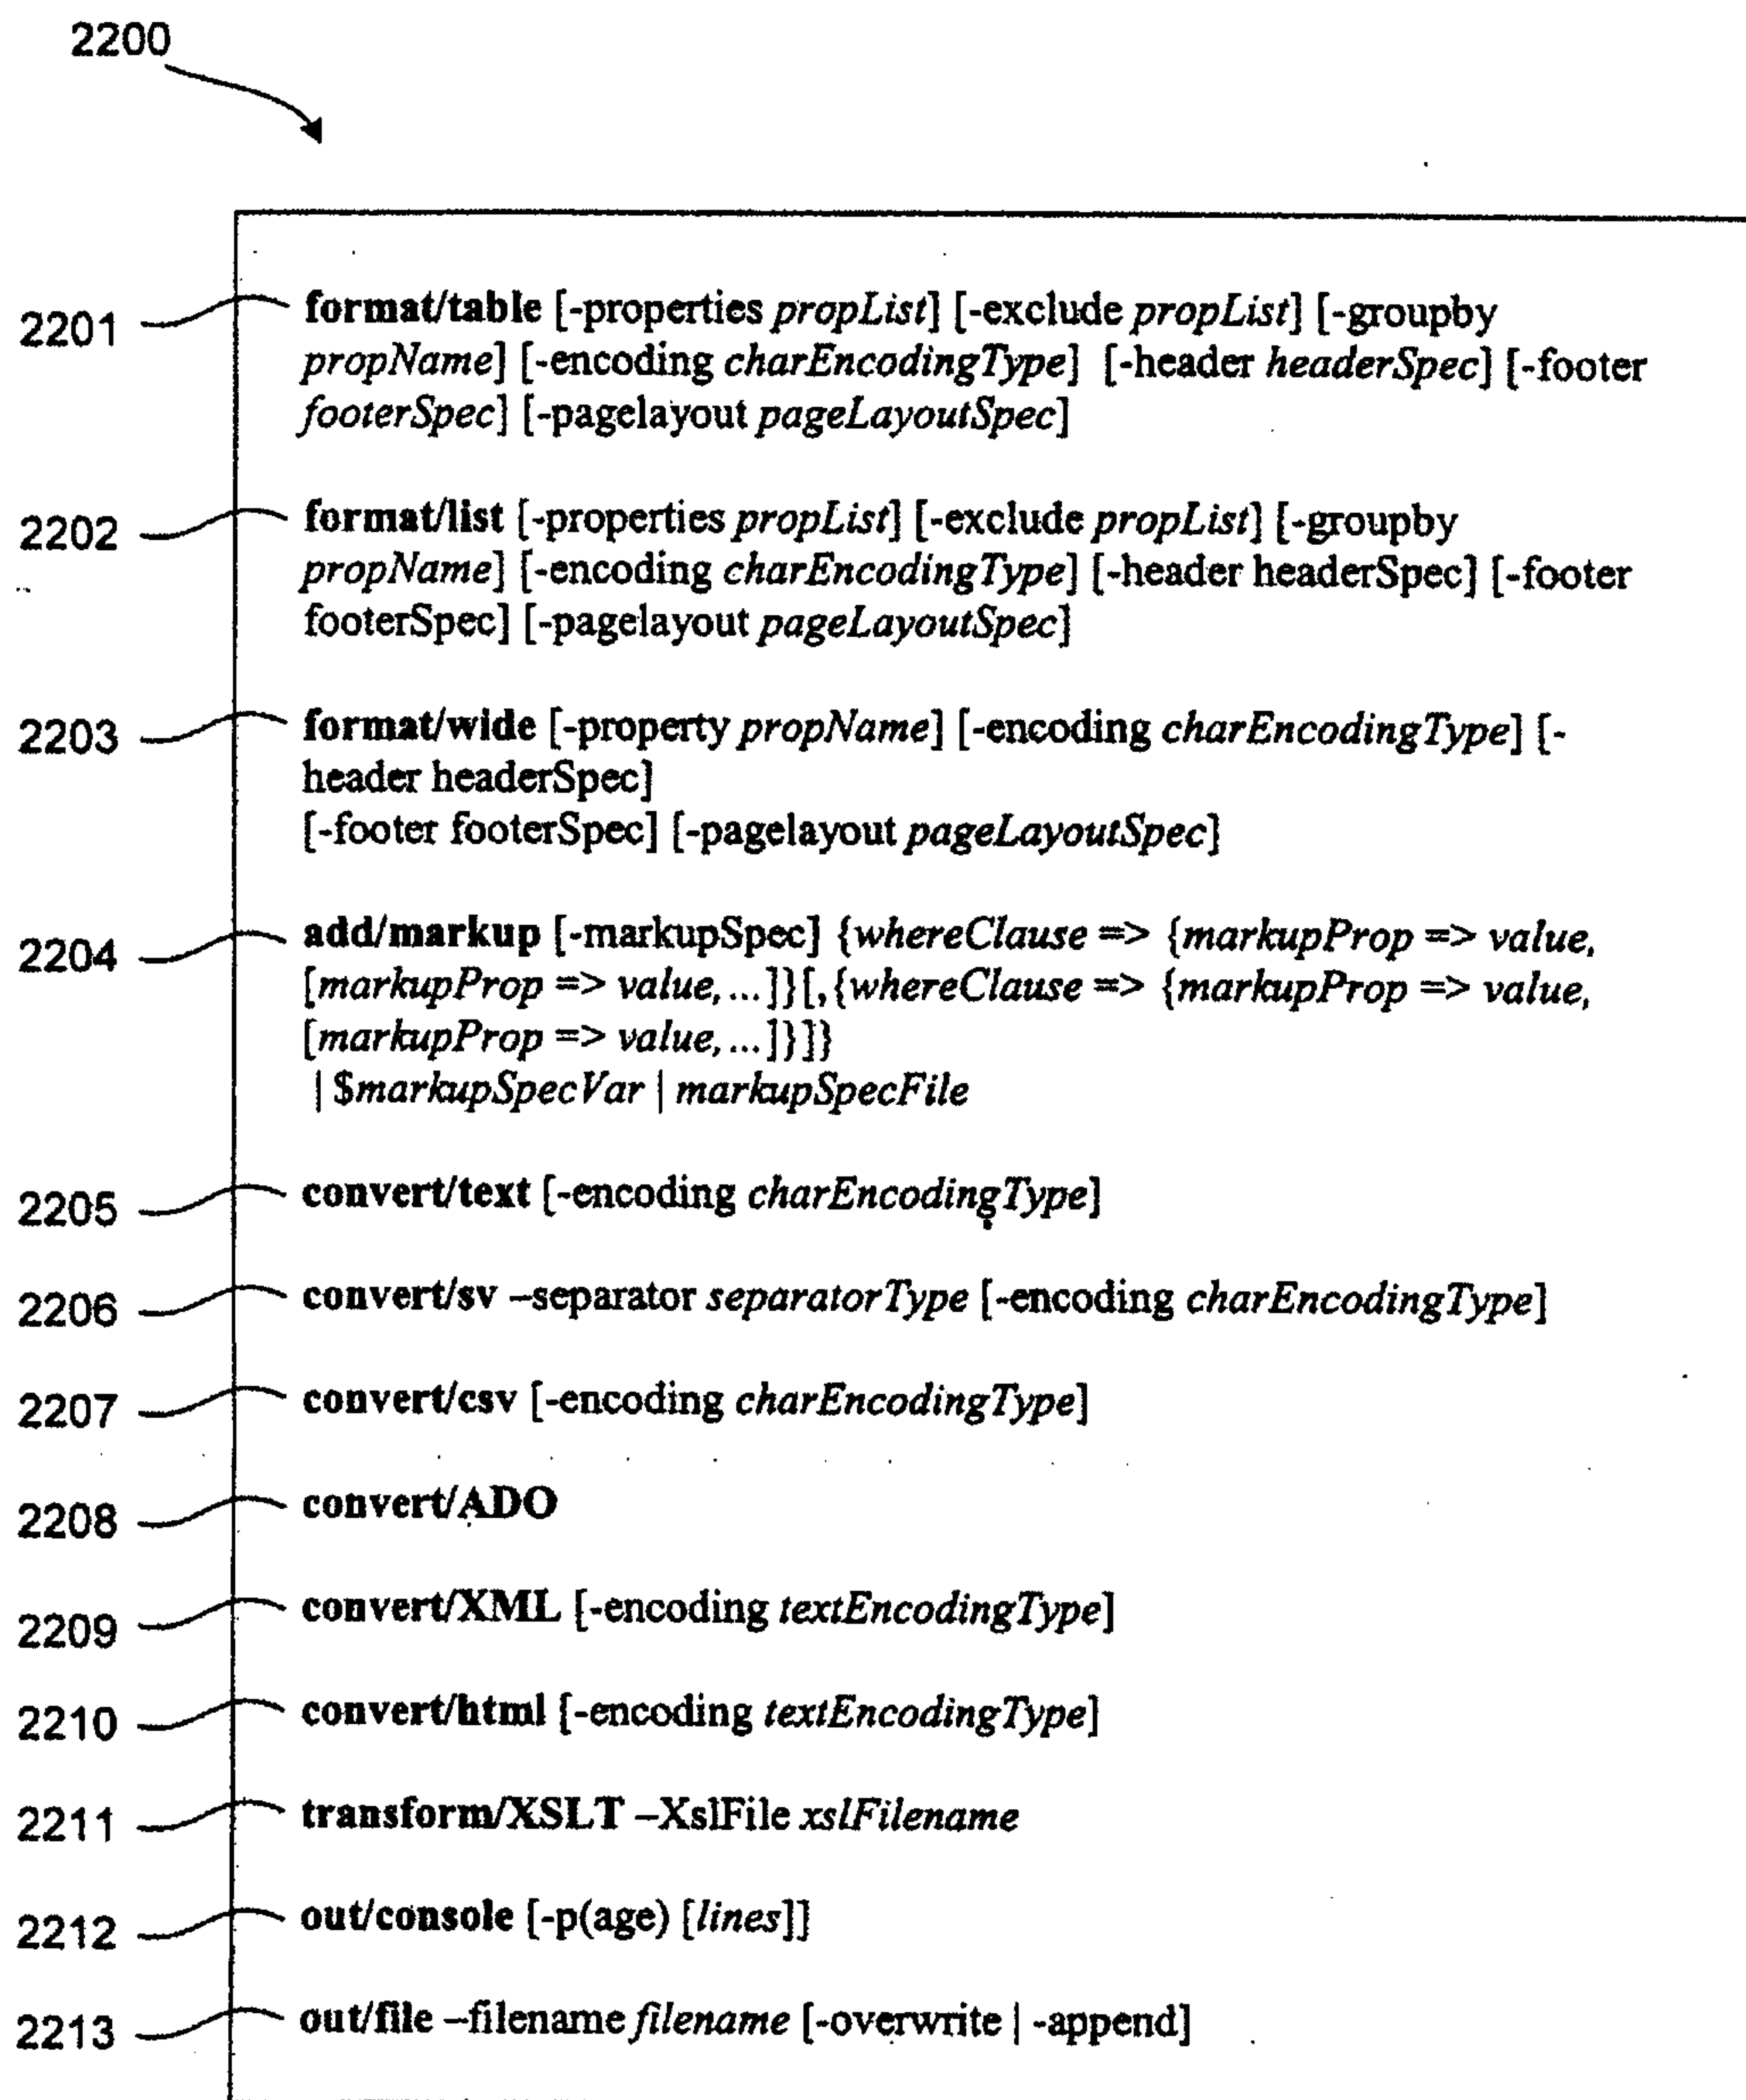 2200
2201 format/table [-properties propList] [-exclude propList] [-groupby
propName] [-encoding charEncodingType] [-header headerSpec] [-footer
footerSpec] [-pagelayout pageLayoutSpec]
2202 format/list [-properties propList] [-exclude propList] [-groupby
propName] [-encoding charEncodingType] [-header headerSpec] [-footer
footerSpec] [-pagelayout pageLayoutSpec]
2203 format/wide [-property propName] [-encoding charEncodingType] [-
header headerSpec]
[-footer footerSpec] [-pagelayout pageLayoutSpec]
2204 add/markup [-markupSpec] {whereClause => {markupProp => value,
[markupProp => value, ...]}[,{whereClause => {markupProp => value,
[markupProp => value, ...]}]}
| $markupSpecVar | markupSpecFile
2205 convert/text [-encoding charEncodingType]
2206 convert/sv –separator separatorType [-encoding charEncodingType]
2207 convert/csv [-encoding charEncodingType]
2208 convert/ADO
2209 convert/XML [-encoding textEncodingType]
2210 convert/html [-encoding textEncodingType]
2211 transform/XSLT –XslFile xslFilename
2212 out/console [-p(age) [lines]]
2213 out/file –filename filename [-overwrite | -append]